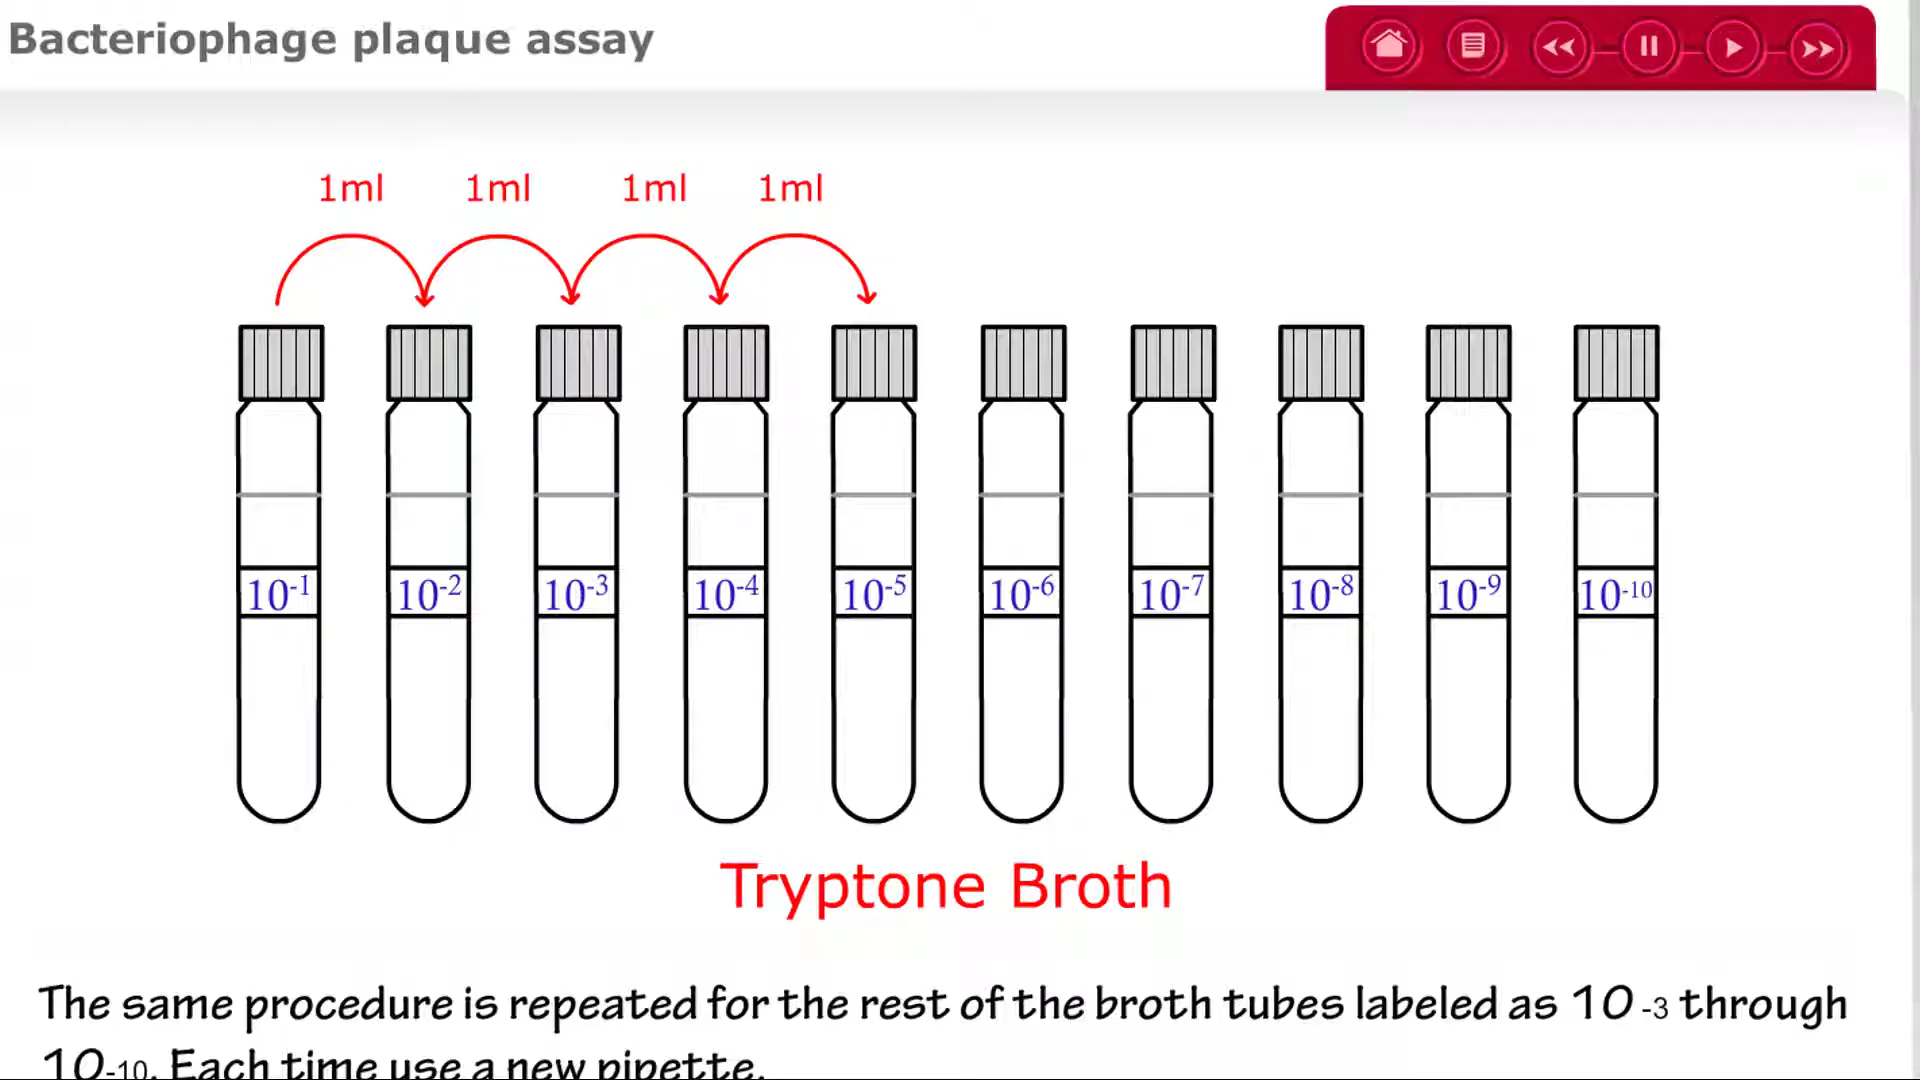 Bacteriophage plaque assay
1ml 1ml 1ml 1ml
10-1 10-2 10-3 10-4 10-5 10-6 10-7 10-8 10-9 10-10
Tryptone Broth
The same procedure is repeated for the rest of the broth tubes labeled as 10 -3 through
10-10. Each time use a new pipette.